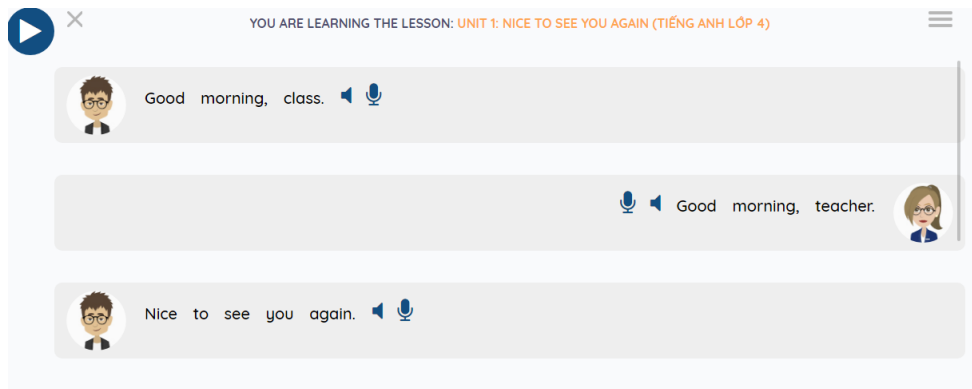 YOU ARE LEARNING THE LESSON: UNIT 1: NICE TO SEE YOU AGAIN (TIẾNG ANH LỚP 4)
Good morning, class.
Good morning, teacher.
Nice to see you again.